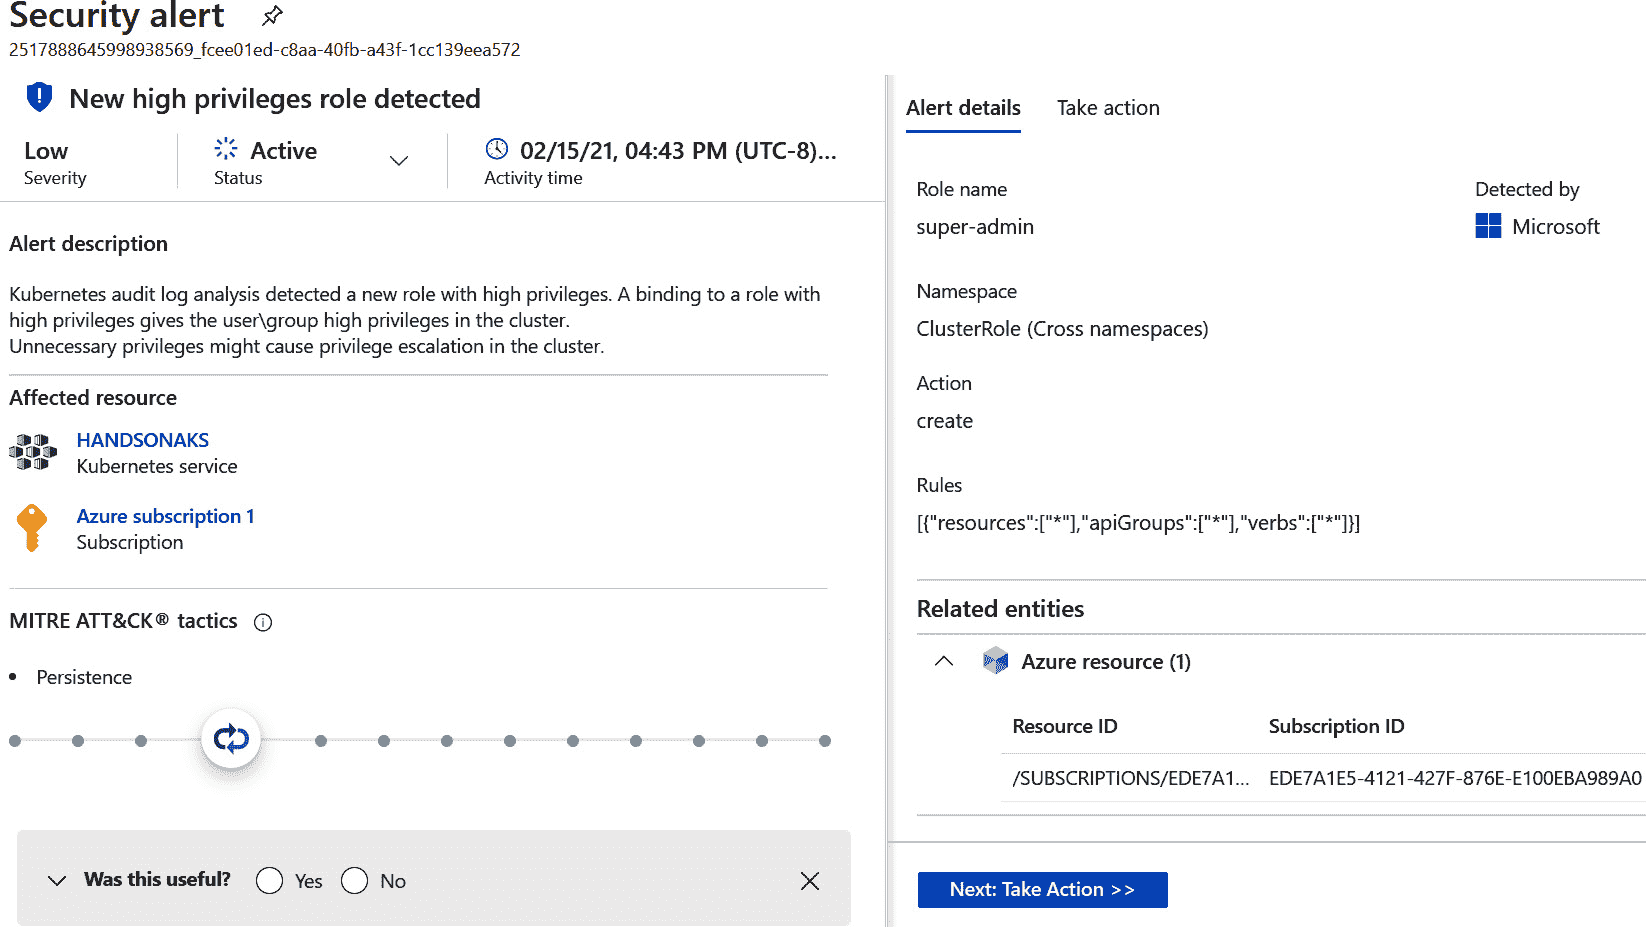 Security alert
2517888645998938569_fcee01ed-c8aa-40fb-a43f-1cc139eea572
New high privileges role detected
Low
Severity
Active
Status
02/15/21, 04:43 PM (UTC-8)...
Activity time
Alert description
Kubernetes audit log analysis detected a new role with high privileges. A binding to a role with
high privileges gives the user\group high privileges in the cluster.
Unnecessary privileges might cause privilege escalation in the cluster.
Affected resource
HANDSONAKS
Kubernetes service
Azure subscription 1
Subscription
MITRE ATT&CK® tactics
Persistence
Was this useful? Yes No
Alert details Take action
Role name
super-admin
Detected by
Microsoft
Namespace
ClusterRole (Cross namespaces)
Action
create
Rules
[{"resources":["*"],"apiGroups":["*"],"verbs":["*"]}]
Related entities
Azure resource (1)
Resource ID Subscription ID
/SUBSCRIPTIONS/EDE7A1... EDE7A1E5-4121-427F-876E-E100EBA989A0
Next: Take Action >>